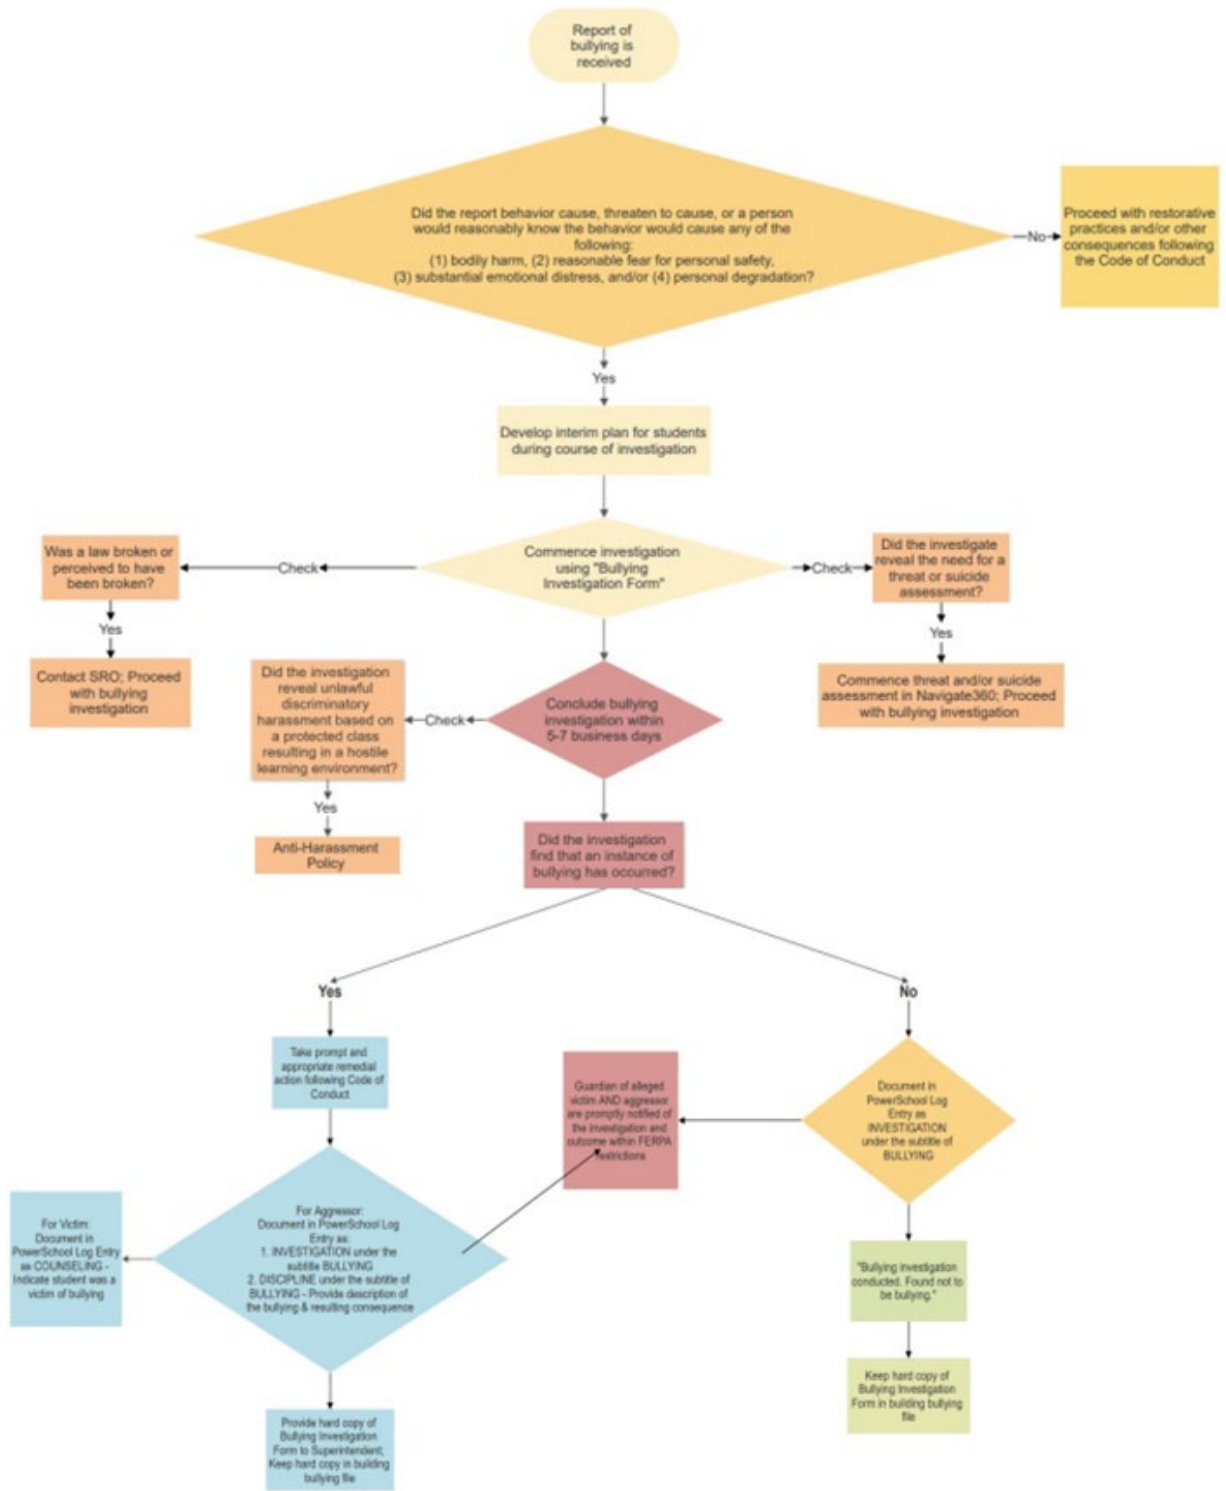 Report of
bullying is
received
Did the report behavior cause, threaten to cause, or a person
would reasonably know the behavior would cause any of the
following:
(1) bodily harm, (2) reasonable fear for personal safety,
(3) substantial emotional distress, and/or (4) personal degradation?
No
Proceed with restorative
practices and/or other
consequences following
the Code of Conduct
Yes
Develop interim plan for students
during course of investigation
Commence investigation
using "Bullying
Investigation Form"
Check
Was a law broken or
perceived to have
been broken?
Yes
Contact SRO; Proceed
with bullying
investigation
Check
Did the investigate
reveal the need for a
threat or suicide
assessment?
Yes
Commence threat and/or suicide
assessment in Navigate360; Proceed
with bullying investigation
Conclude bullying
investigation within
5-7 business days
Check
Did the investigation
reveal unlawful
discriminatory
harassment based on
a protected class
resulting in a hostile
learning environment?
Yes
Anti-Harassment
Policy
Did the investigation
find that an instance of
bullying has occurred?
Yes
Take prompt and
appropriate remedial
action following Code of
Conduct
For Aggressor:
Document in PowerSchool Log
Entry as:
1. INVESTIGATION under the
subtitle BULLYING
2. DISCIPLINE under the subtitle of
BULLYING - Provide description of
the bullying & resulting consequence
For Victim:
Document in
PowerSchool Log Entry
as COUNSELING -
Indicate student was a
victim of bullying
Provide hard copy of
Bullying Investigation
Form to Superintendent;
Keep hard copy in building
bullying file
Guardian of alleged
victim AND aggressor
are promptly notified of
the investigation and
outcome within FERPA
restrictions
No
Document in
PowerSchool Log
Entry as
INVESTIGATION
under the subtitle of
BULLYING
"Bullying investigation
conducted. Found not to
be bullying."
Keep hard copy of
Bullying Investigation
Form in building bullying
file